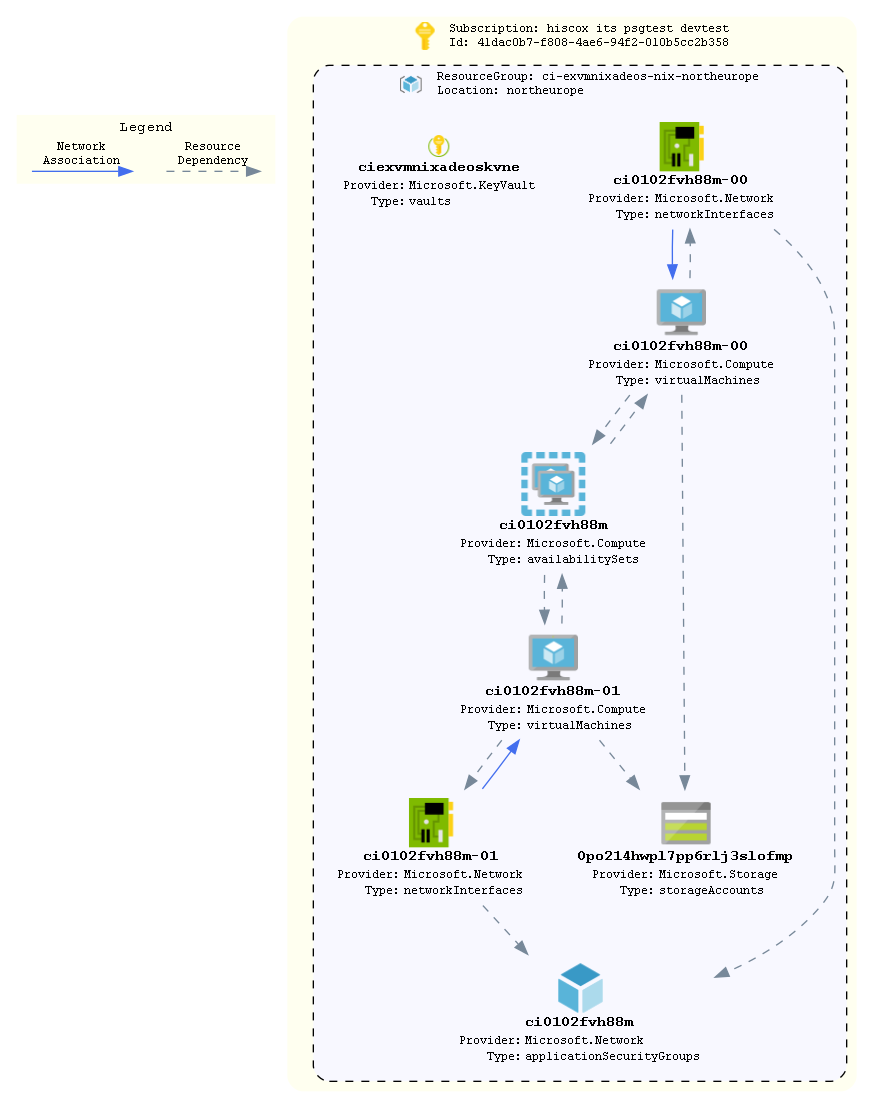 Subscription: hiscox its psgtest devtest
Id: 41dac0b7-f808-4ae6-94f2-010b5cc2b358
ResourceGroup: ci-exvmnixadeos-nix-northeurope
Location: northeurope
Legend
Network
Association
Resource
Dependency
ciexvmnixadeoskvne
Provider: Microsoft.KeyVault
Type: vaults
ci0102fvh88m-00
Provider: Microsoft.Network
Type: networkInterfaces
ci0102fvh88m-00
Provider: Microsoft.Compute
Type: virtualMachines
ci0102fvh88m
Provider: Microsoft.Compute
Type: availabilitySets
ci0102fvh88m-01
Provider: Microsoft.Compute
Type: virtualMachines
ci0102fvh88m-01
Provider: Microsoft.Network
Type: networkInterfaces
0po214hwpl7pp6rlj3slofmp
Provider: Microsoft.Storage
Type: storageAccounts
ci0102fvh88m
Provider: Microsoft.Network
Type: applicationSecurityGroups